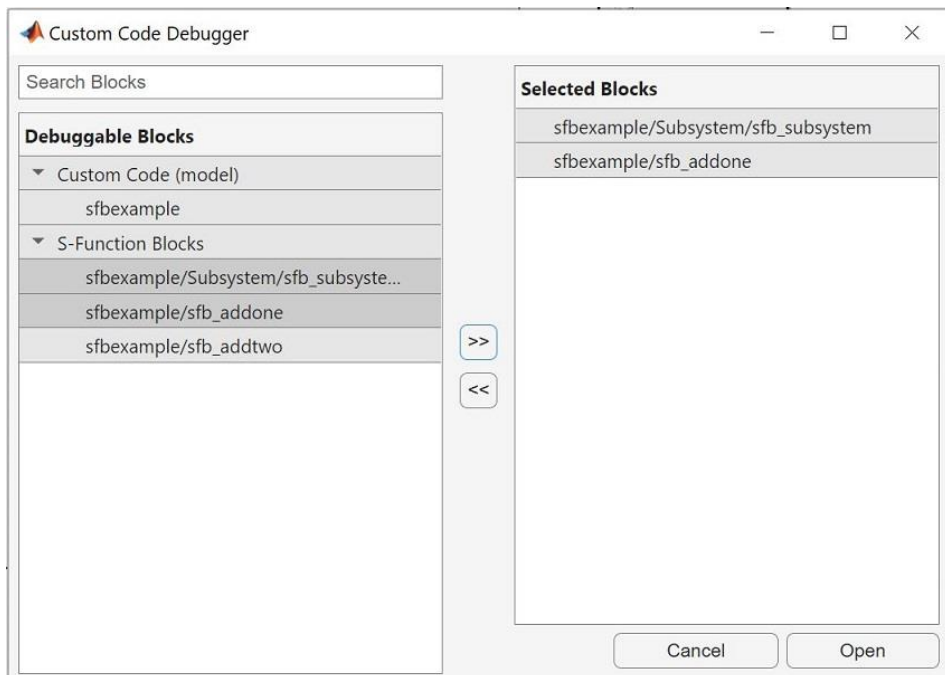 Custom Code Debugger
Search Blocks
Debuggable Blocks
Custom Code (model)
sfbexample
S-Function Blocks
sfbexample/Subsystem/sfb_subsyste...
sfbexample/sfb_addone
sfbexample/sfb_addtwo
>>
<<
Selected Blocks
sfbexample/Subsystem/sfb_subsystem
sfbexample/sfb_addone
Cancel
Open